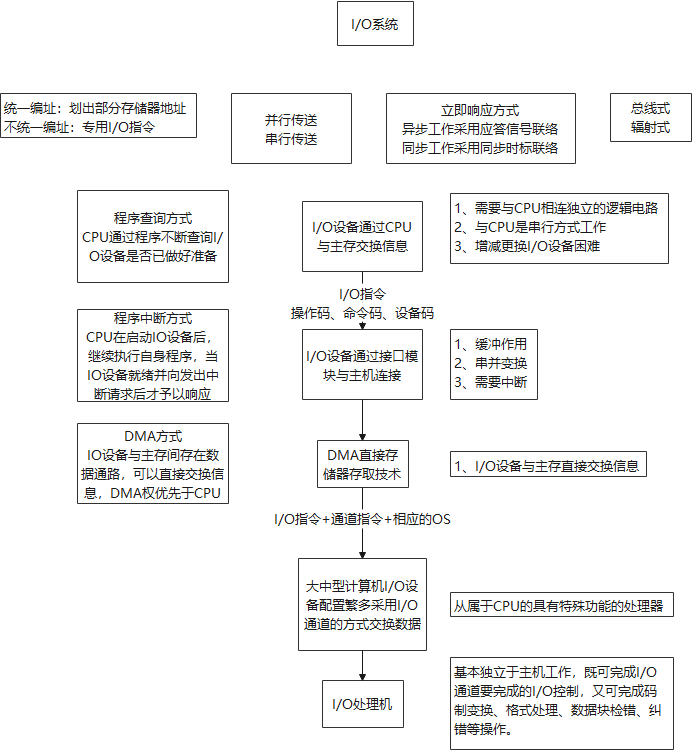 I/O系统
统一编址：划出部分存储器地址
不统一编址：专用I/O指令
并行传送
串行传送
立即响应方式
异步工作采用应答信号联络
同步工作采用同步时标联络
总线式
辐射式
程序查询方式
CPU通过程序不断查询I/
O设备是否已做好准备
I/O设备通过CPU
与主存交换信息
1、需要与CPU相连独立的逻辑电路
2、与CPU是串行方式工作
3、增减更换I/O设备困难
I/O指令
操作码、命令码、设备码
程序中断方式
CPU在启动IO设备后，
继续执行自身程序，当
IO设备就绪并向发出中
断请求后才予以响应
I/O设备通过接口模
块与主机连接
1、缓冲作用
2、串并变换
3、需要中断
DMA方式
IO设备与主存间存在数
据通路，可以直接交换信
息，DMA权优先于CPU
DMA直接存
储器存取技术
1、I/O设备与主存直接交换信息
I/O指令+通道指令+相应的OS
大中型计算机I/O设
备配置繁多采用I/O
通道的方式交换数据
从属于CPU的具有特殊功能的处理器
I/O处理机
基本独立于主机工作，既可完成I/O
通道要完成的I/O控制，又可完成码
制变换、格式处理、数据块检错、纠
错等操作。